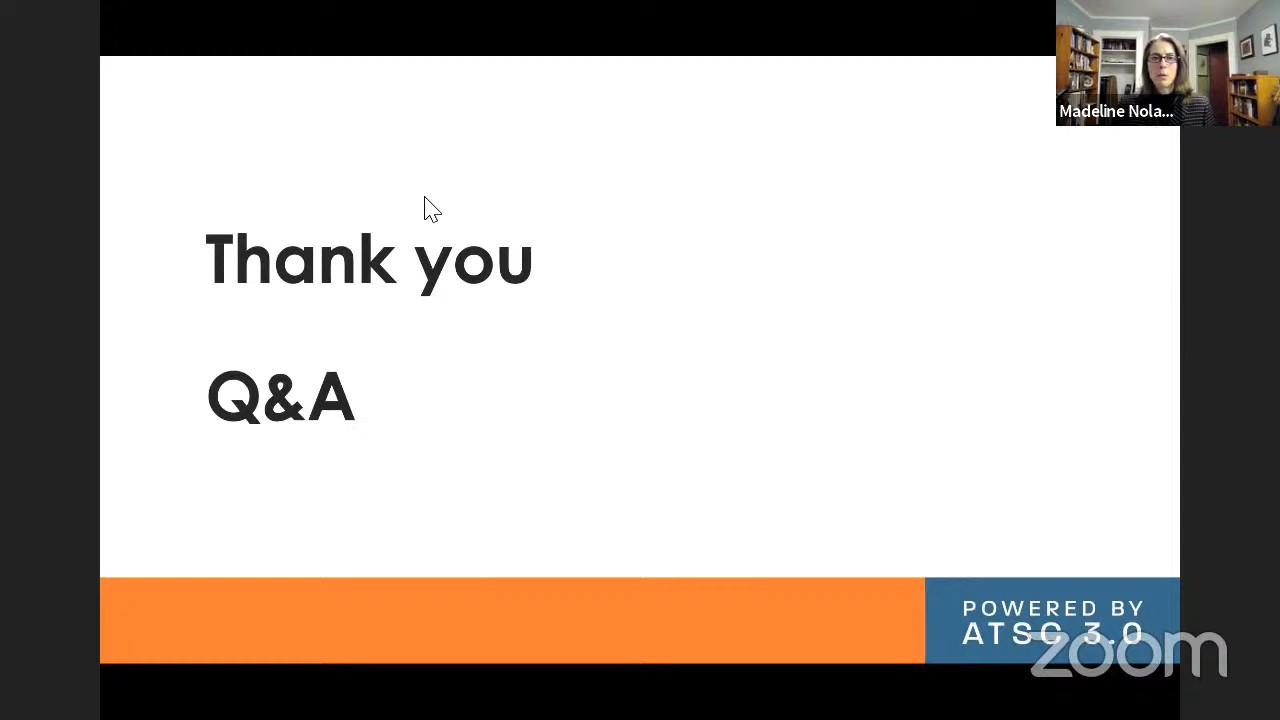 Madeline Nola...
Thank you
Q&A
POWERED BY
ATSC 3.0
zoom